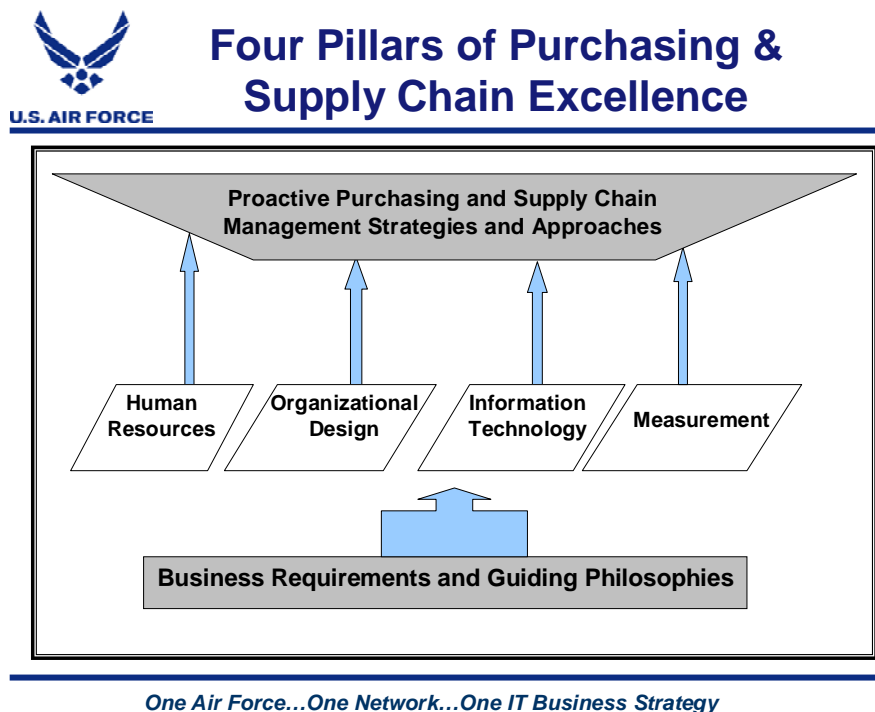 Four Pillars of Purchasing &
Supply Chain Excellence
U.S. AIR FORCE
Proactive Purchasing and Supply Chain
Management Strategies and Approaches
Human
Resources
Organizational
Design
Information
Technology
Measurement
Business Requirements and Guiding Philosophies
One Air Force...One Network...One IT Business Strategy